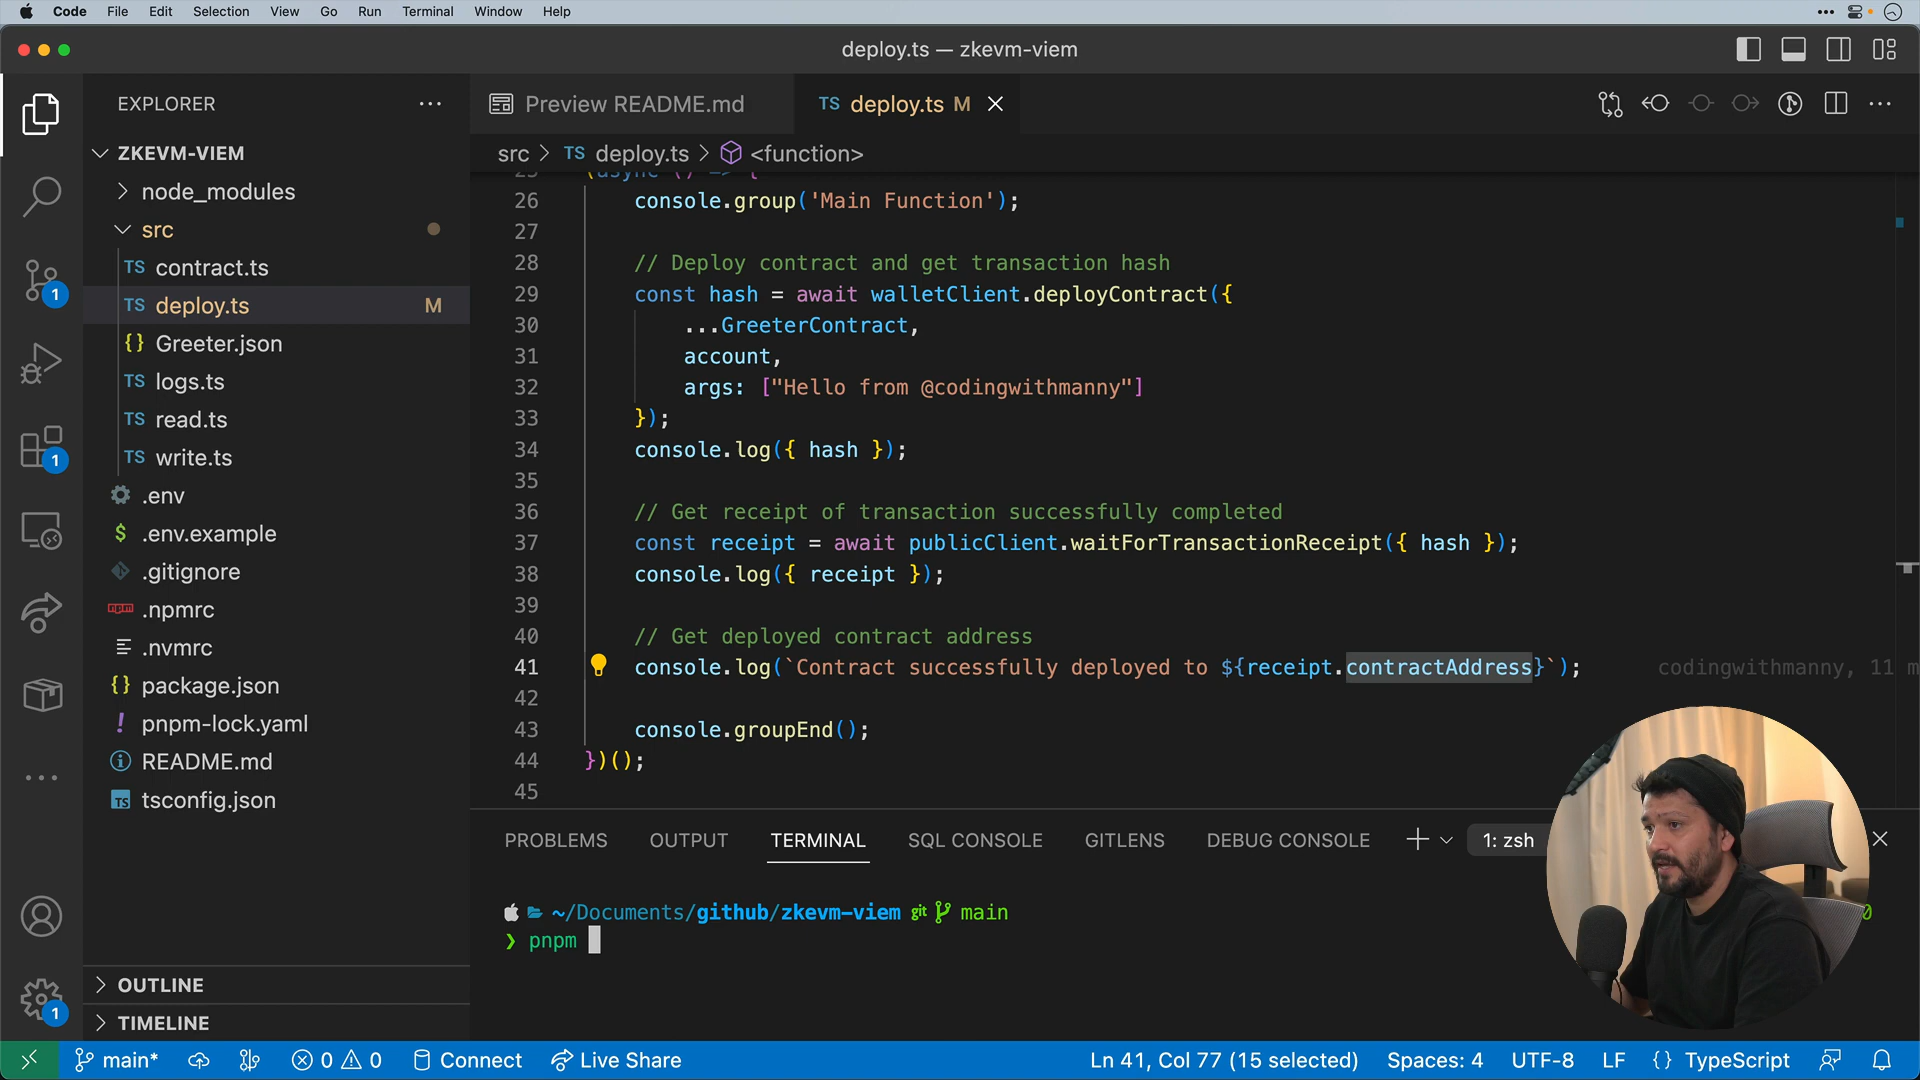 Code File Edit Selection View Go Run Terminal Window Help
deploy.ts — zkevm-viem
EXPLORER
Preview README.md
TS deploy.ts M
src > TS deploy.ts > <function>
ZKEVM-VIEM
node_modules
src
TS contract.ts
TS deploy.ts M
{} Greeter.json
TS logs.ts
TS read.ts
TS write.ts
.env
$ .env.example
.gitignore
npm .npmrc
.nvmrc
{} package.json
! pnpm-lock.yaml
README.md
TS tsconfig.json
OUTLINE
TIMELINE
1
1
1
25 (async () => {
26 console.group('Main Function');
27
28 // Deploy contract and get transaction hash
29 const hash = await walletClient.deployContract({
30 ...GreeterContract,
31 account,
32 args: ["Hello from @codingwithmanny"]
33 });
34 console.log({ hash });
35
36 // Get receipt of transaction successfully completed
37 const receipt = await publicClient.waitForTransactionReceipt({ hash });
38 console.log({ receipt });
39
40 // Get deployed contract address
41 console.log(`Contract successfully deployed to ${receipt.contractAddress}`); codingwithmanny, 11 m
42
43 console.groupEnd();
44 })();
45
PROBLEMS OUTPUT TERMINAL SQL CONSOLE GITLENS DEBUG CONSOLE 1: zsh
~/Documents/github/zkevm-viem git main
❯ pnpm
main* 0 0 Connect Live Share Ln 41, Col 77 (15 selected) Spaces: 4 UTF-8 LF {} TypeScript